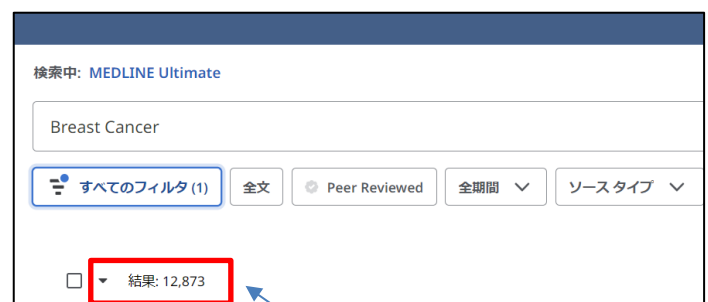 検索中: MEDLINE Ultimate
Breast Cancer
すべてのフィルタ (1) 全文 Peer Reviewed 全期間 ソース タイプ
結果: 12,873